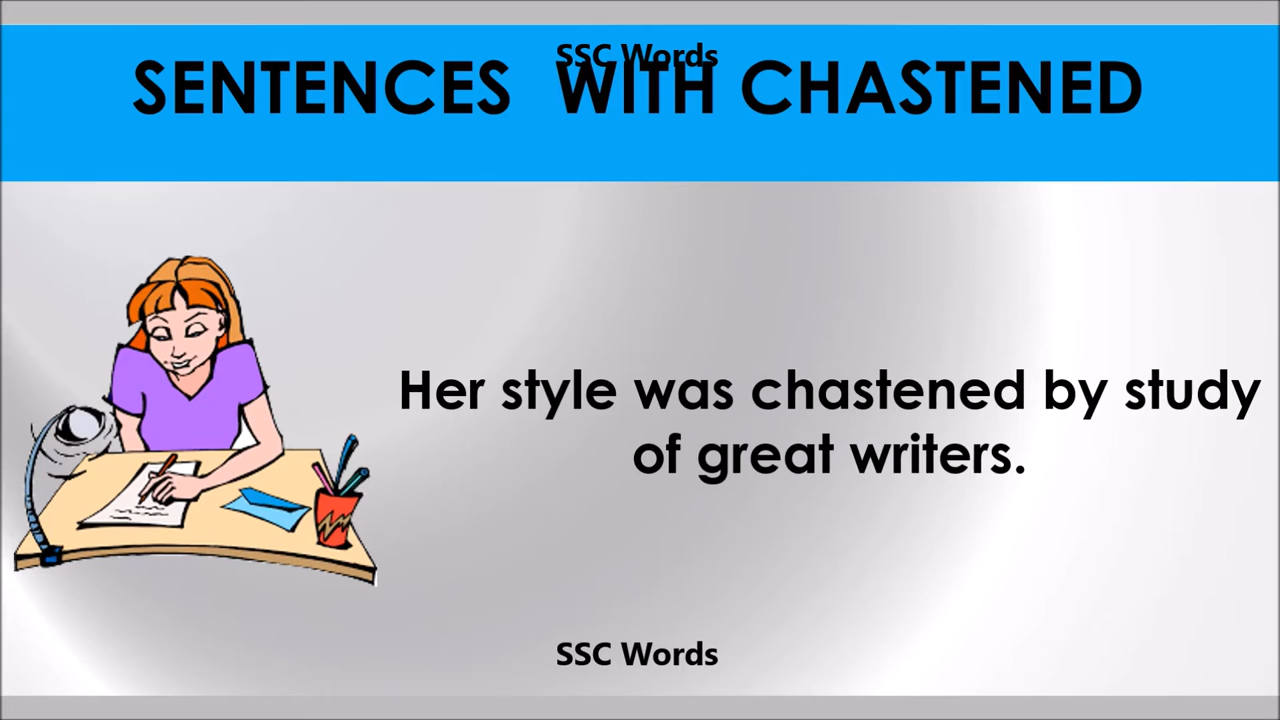 SSC Words
SENTENCES WITH CHASTENED
Her style was chastened by study
of great writers.
SSC Words